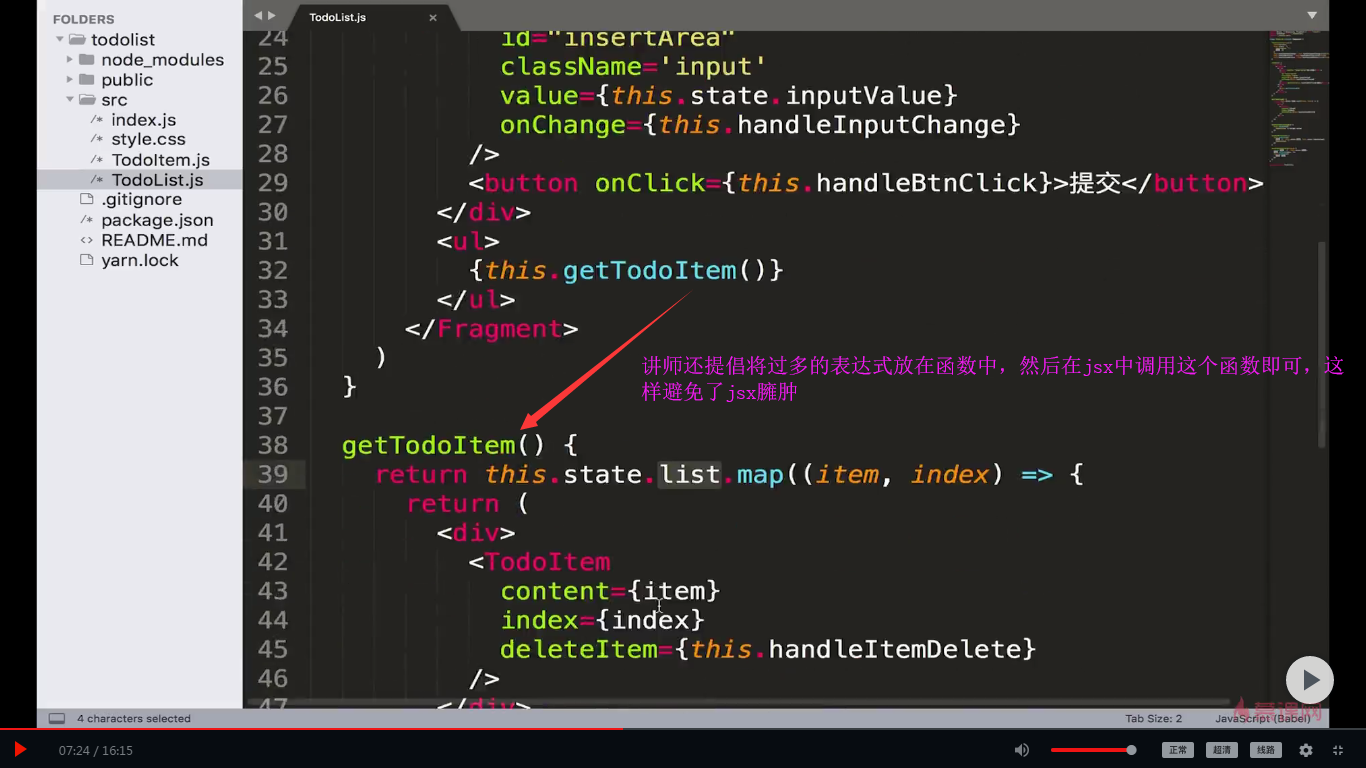 FOLDERS
todolist
node_modules
public
src
/* index.js
/* style.css
/* TodoItem.js
/* TodoList.js
.gitignore
/* package.json
<> README.md
yarn.lock
TodoList.js ×
24 id="insertArea"
25 className='input'
26 value={this.state.inputValue}
27 onChange={this.handleInputChange}
28 />
29 <button onClick={this.handleBtnClick}>提交</button>
30 </div>
31 <ul>
32 {this.getTodoItem()}
33 </ul>
34 </Fragment>
35 )
36 }
37
38 getTodoItem() {
39 return this.state.list.map((item, index) => {
40 return (
41 <div>
42 <TodoItem
43 content={item}
44 index={index}
45 deleteItem={this.handleItemDelete}
46 />
47 </div>
讲师还提倡将过多的表达式放在函数中，然后在jsx中调用这个函数即可，这
样避免了jsx臃肿
4 characters selected
Tab Size: 2
JavaScript (Babel)
慕课网
07:24 / 16:15
正常
超清
线路